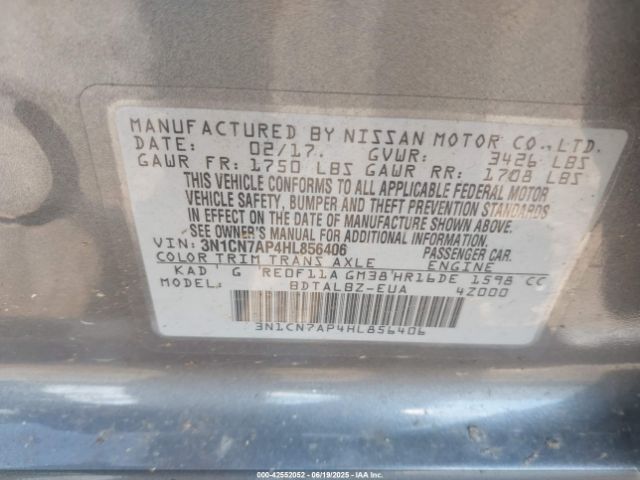 MANUFACTURED BY NISSAN MOTOR CO.,LTD.
DATE: 02/17. GVWR: 3426 LBS
GAWR FR: 1750 LBS GAWR RR: 1708 LBS
THIS VEHICLE CONFORMS TO ALL APPLICABLE FEDERAL MOTOR
VEHICLE SAFETY, BUMPER AND THEFT PREVENTION STANDARDS
IN EFFECT ON THE DATE OF MANUFACTURE SHOWN ABOVE.
SEE OWNER'S MANUAL FOR ADDITIONAL INFORMATION.
VIN: 3N1CN7AP4HL856406 PASSENGER CAR
COLOR TRIM TRANS AXLE ENGINE
KAD G RE0F11A GM38 HR16DE 1598 CC
MODEL: BDTALBZ-EUA 4Z000
3N1CN7AP4HL856406
000-42552052 - 06/19/2025 - IAA Inc.